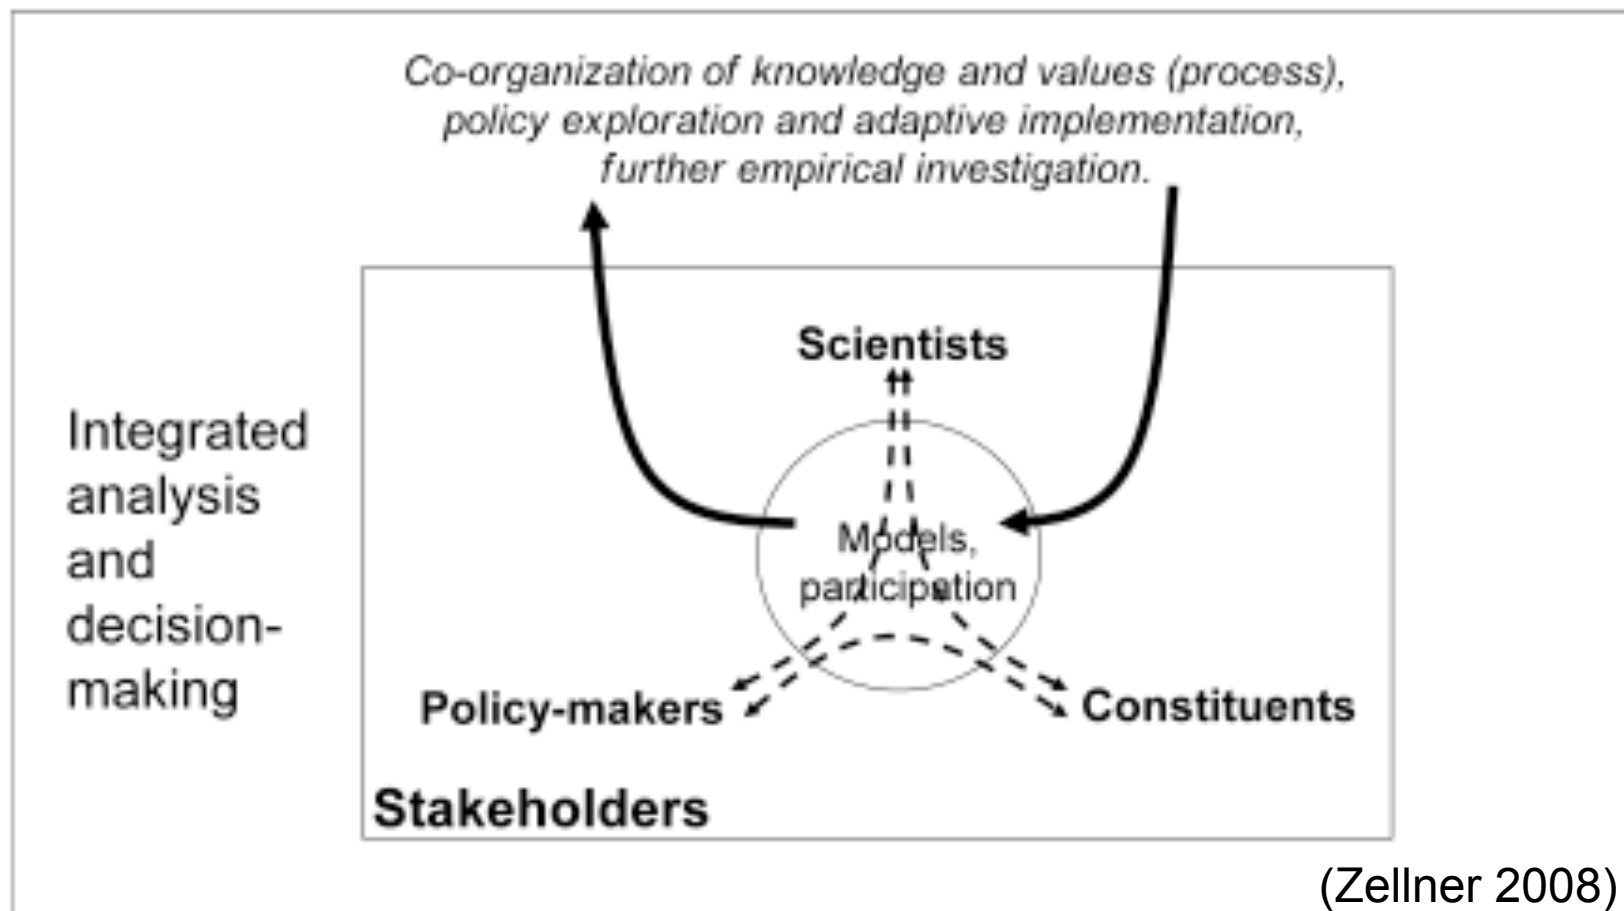 Co-organization of knowledge and values (process),
policy exploration and adaptive implementation,
further empirical investigation.
Scientists
Integrated
analysis
and
decision-
making
Models,
participation
Policy-makers
Constituents
Stakeholders
(Zellner 2008)